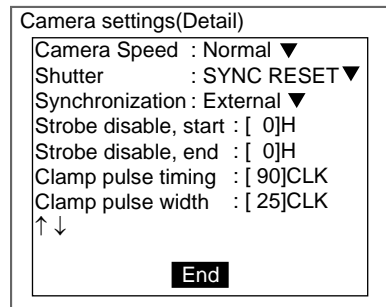 Camera settings(Detail)
Camera Speed : Normal ▼
Shutter : SYNC RESET▼
Synchronization : External ▼
Strobe disable, start : [ 0]H
Strobe disable, end : [ 0]H
Clamp pulse timing : [ 90]CLK
Clamp pulse width : [ 25]CLK
↑↓
End